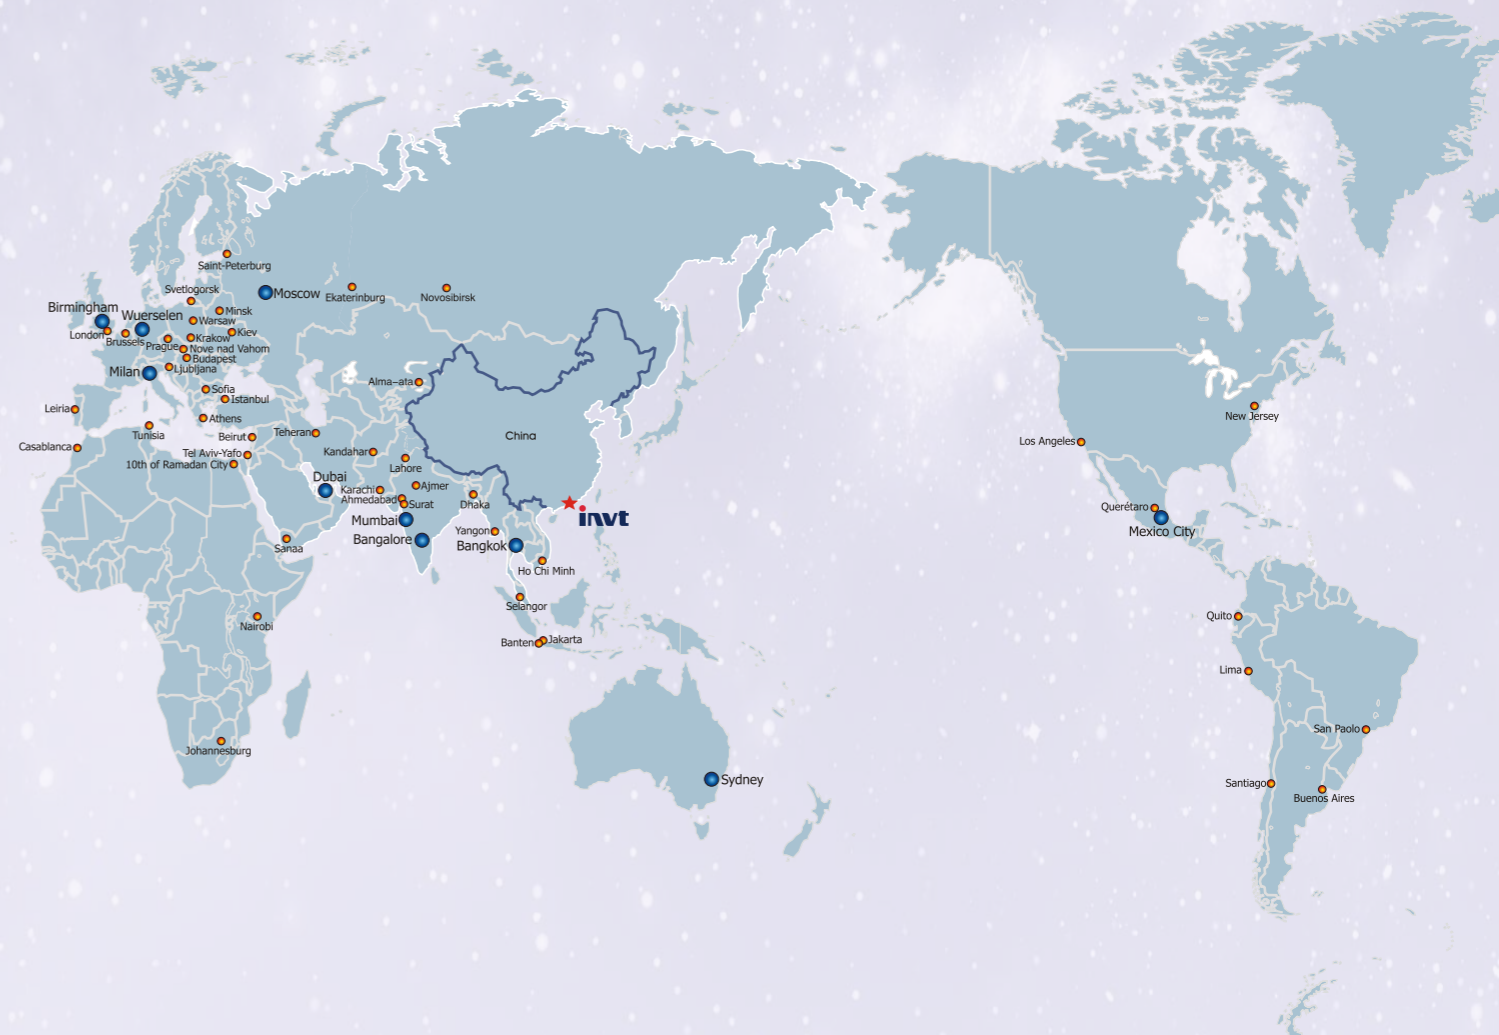 Saint-Peterburg
Svetlogorsk
Moscow
Ekaterinburg
Novosibirsk
Birmingham
Wuerselen
Minsk
Warsaw
London
Brussels
Prague
Krakow
Kiev
Nove nad Vahom
Budapest
Milan
Ljubljana
Alma-ata
Sofia
Istanbul
Leiria
Athens
New Jersey
Tunisia
Beirut
Teheran
China
Los Angeles
Casablanca
Tel Aviv-Yafo
Kandahar
10th of Ramadan City
Lahore
Dubai
Karachi
Ajmer
Ahmedabad
Surat
Dhaka
Querétaro
Mumbai
invt
Mexico City
Yangon
Bangalore
Bangkok
Sanaa
Ho Chi Minh
Selangor
Quito
Nairobi
Banten
Jakarta
Lima
San Paolo
Johannesburg
Sydney
Santiago
Buenos Aires